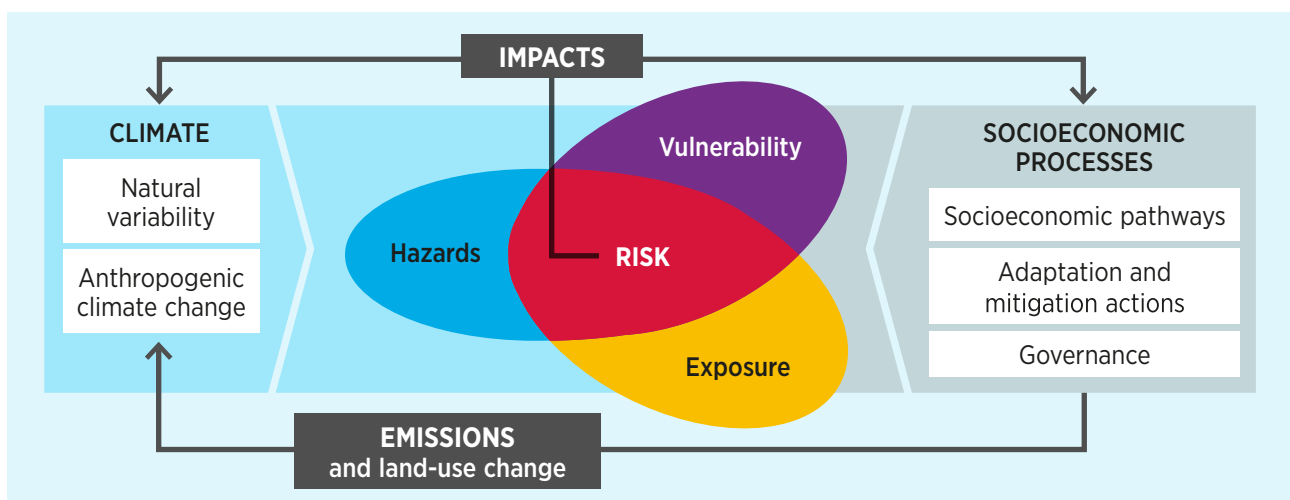 IMPACTS
CLIMATE
Natural
variability
Anthropogenic
climate change
Vulnerability
Hazards
RISK
Exposure
SOCIOECONOMIC
PROCESSES
Socioeconomic pathways
Adaptation and
mitigation actions
Governance
EMISSIONS
and land-use change